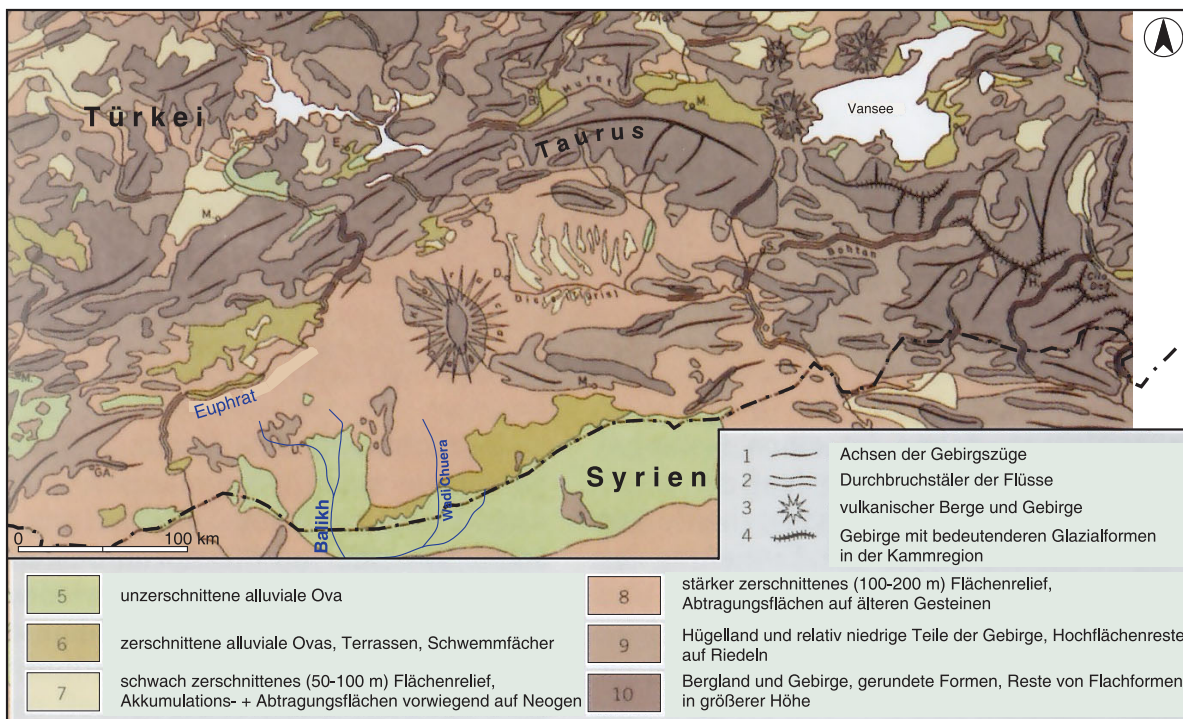 Türkei
Taurus
Murat
Vansee
E.
B.
M.
V.
M.
Bohtan
D.
Dicle
S.
H.
M.
Euphrat
GA.
Balikh
Wadi Chuera
Syrien
0 100 km
1 Achsen der Gebirgszüge
2 Durchbruchstäler der Flüsse
3 vulkanischer Berge und Gebirge
4 Gebirge mit bedeutenderen Glazialformen
in der Kammregion
5 unzerschnittene alluviale Ova
6 zerschnittene alluviale Ovas, Terrassen, Schwemmfächer
7 schwach zerschnittenes (50-100 m) Flächenrelief,
Akkumulations- + Abtragungsflächen vorwiegend auf Neogen
8 stärker zerschnittenes (100-200 m) Flächenrelief,
Abtragungsflächen auf älteren Gesteinen
9 Hügelland und relativ niedrige Teile der Gebirge, Hochflächenreste
auf Riedeln
10 Bergland und Gebirge, gerundete Formen, Reste von Flachformen
in größerer Höhe